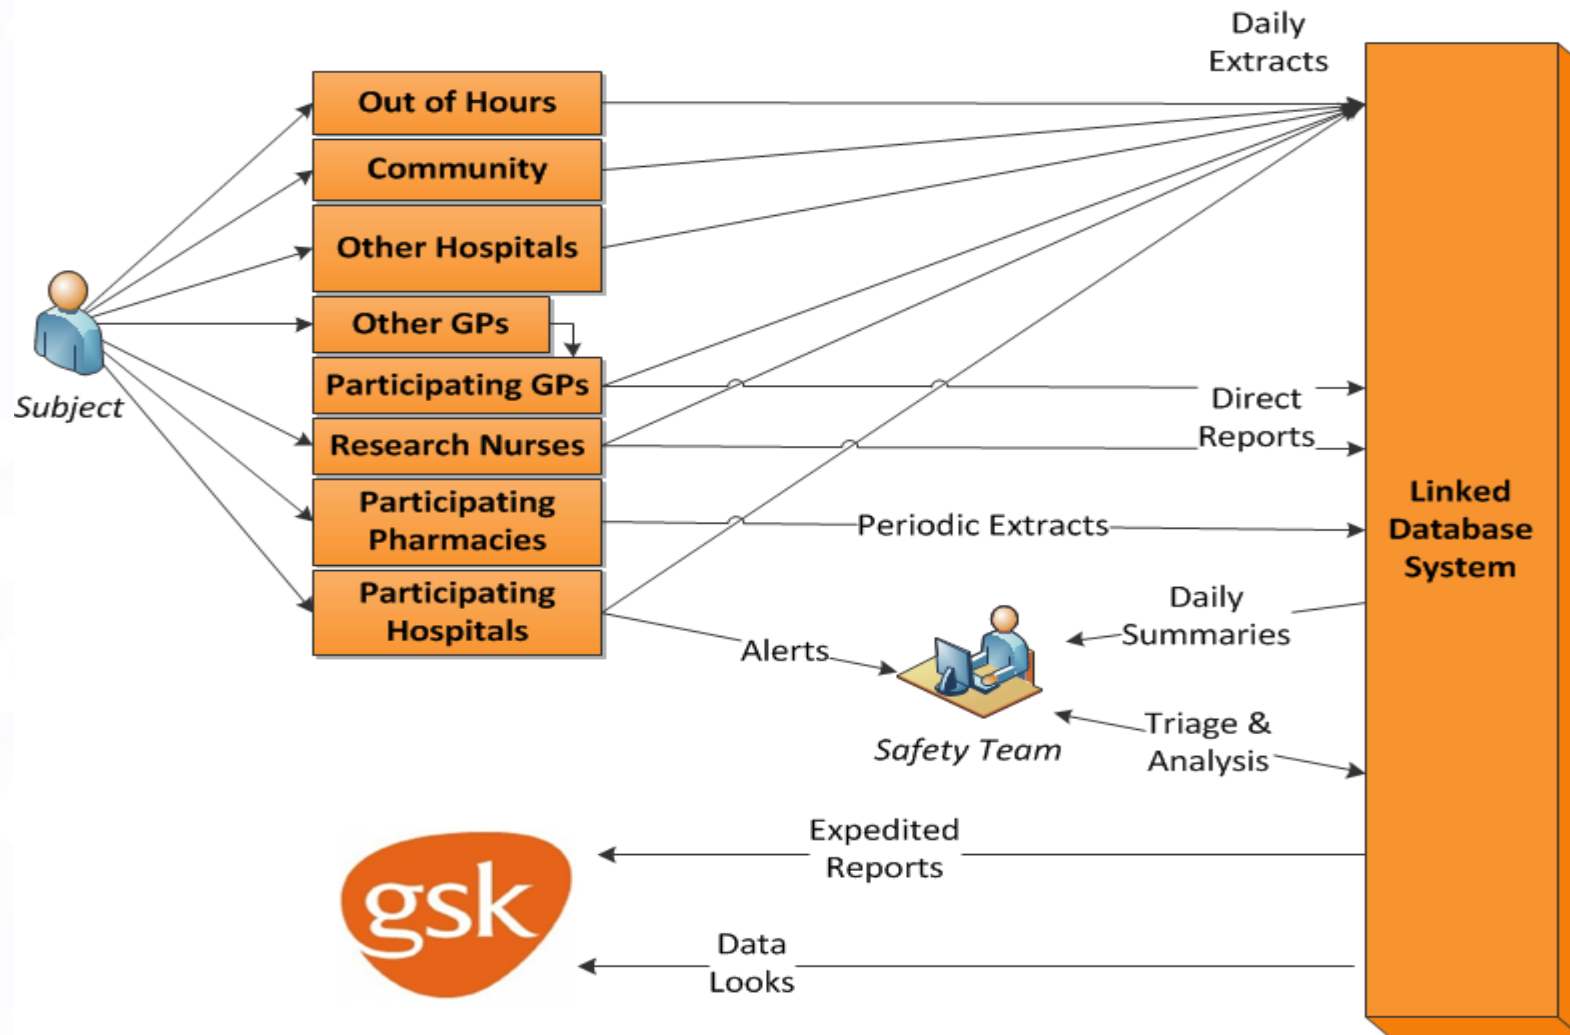 Daily
Extracts
Out of Hours
Community
Other Hospitals
Other GPs
Participating GPs
Research Nurses
Participating
Pharmacies
Participating
Hospitals
Subject
Direct
Reports
Periodic Extracts
Linked
Database
System
Daily
Summaries
Alerts
Safety Team
Triage &
Analysis
Expedited
Reports
gsk
Data
Looks